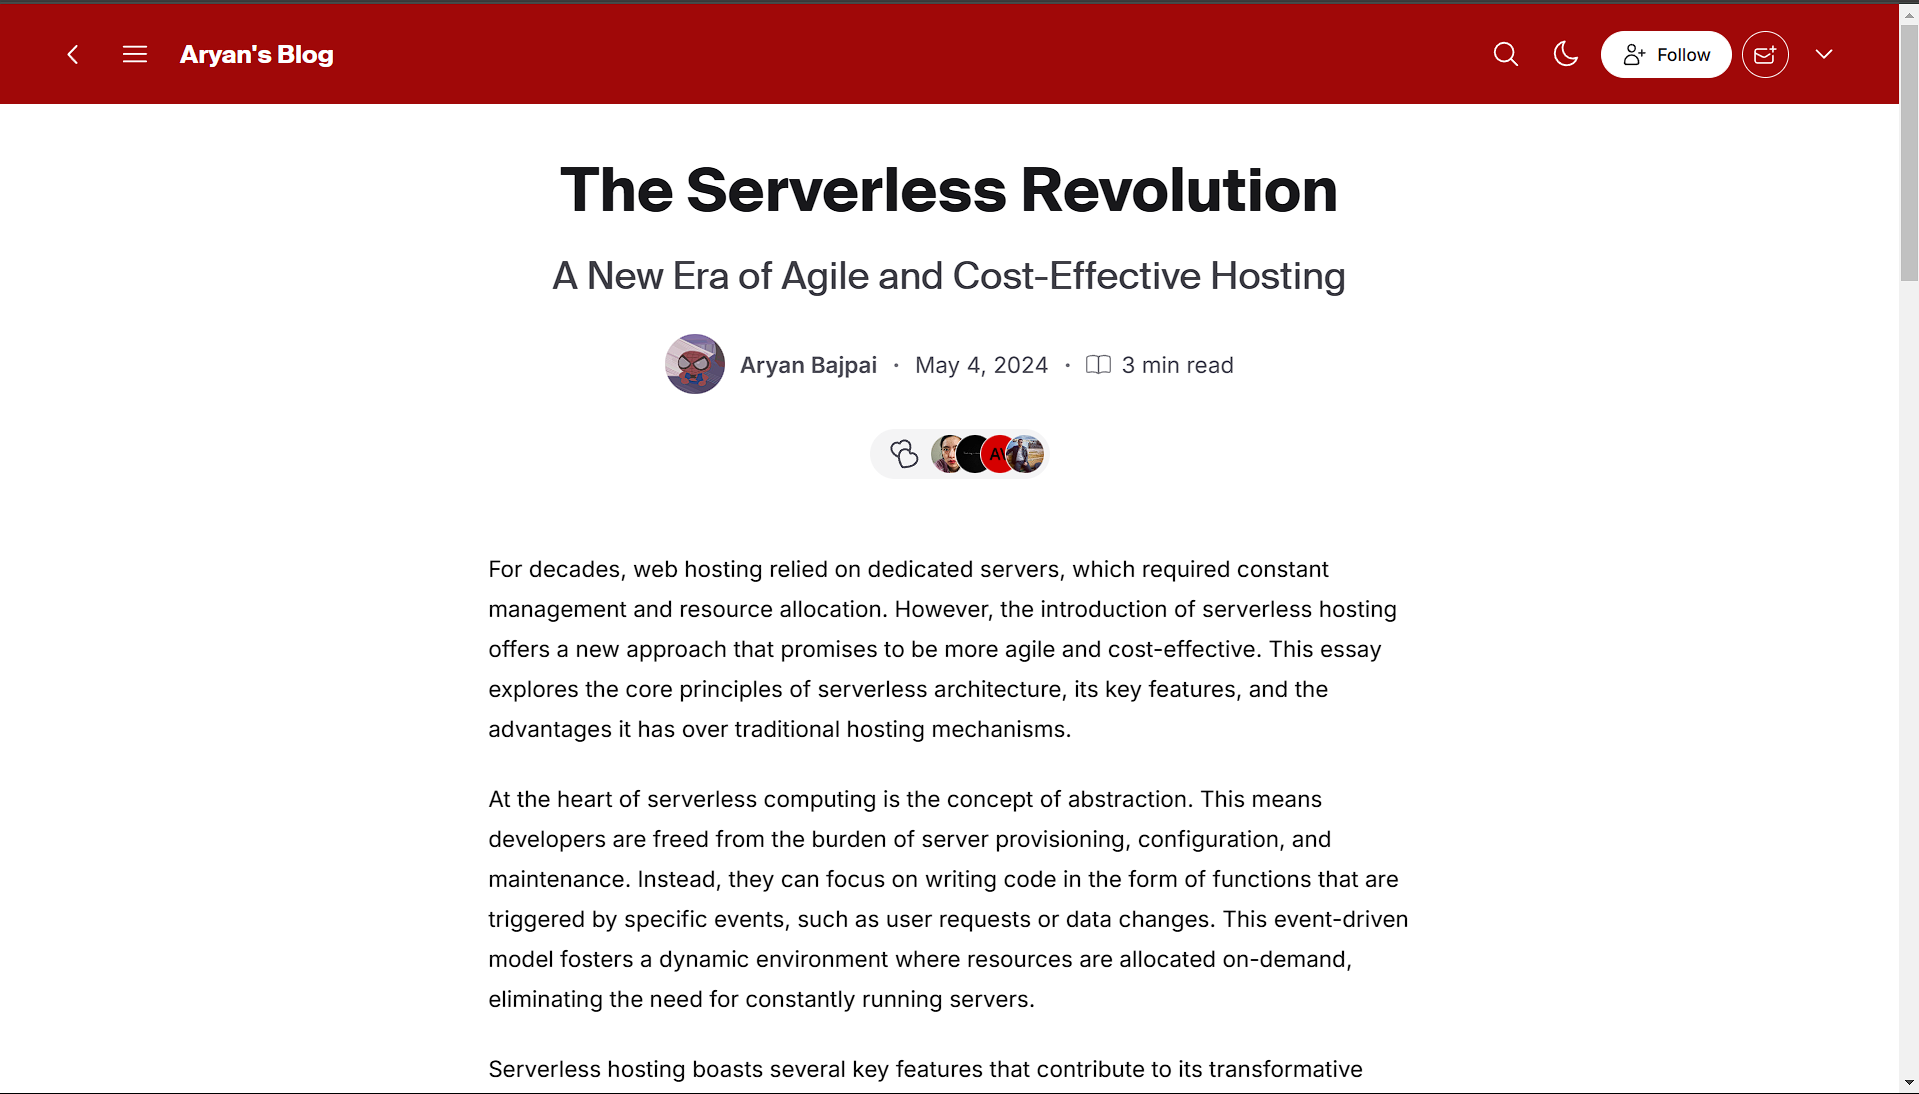 Aryan's Blog
Follow
The Serverless Revolution
A New Era of Agile and Cost-Effective Hosting
Aryan Bajpai · May 4, 2024 · 3 min read
For decades, web hosting relied on dedicated servers, which required constant
management and resource allocation. However, the introduction of serverless hosting
offers a new approach that promises to be more agile and cost-effective. This essay
explores the core principles of serverless architecture, its key features, and the
advantages it has over traditional hosting mechanisms.
At the heart of serverless computing is the concept of abstraction. This means
developers are freed from the burden of server provisioning, configuration, and
maintenance. Instead, they can focus on writing code in the form of functions that are
triggered by specific events, such as user requests or data changes. This event-driven
model fosters a dynamic environment where resources are allocated on-demand,
eliminating the need for constantly running servers.
Serverless hosting boasts several key features that contribute to its transformative